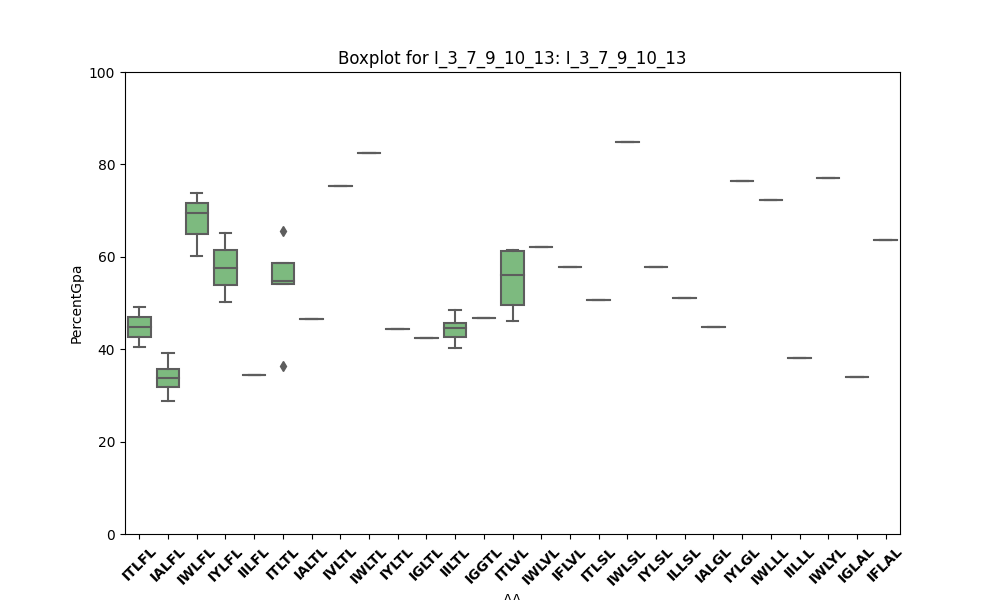 Boxplot for I_3_7_9_10_13: I_3_7_9_10_13
100
80
60
40
20
0
PercentGpa
ITLFL IALFL IWLFL IYLFL IILFL ITLTL IALTL IVLTL IWLTL IYLTL IGLTL IILTL IGGTL ITLVL IWLVL IFLVL ITLSL IWLSL IYLSL ILLSL IALGL IYLGL IWLLL IILLL IWLYL IGLAL IFLAL
AA